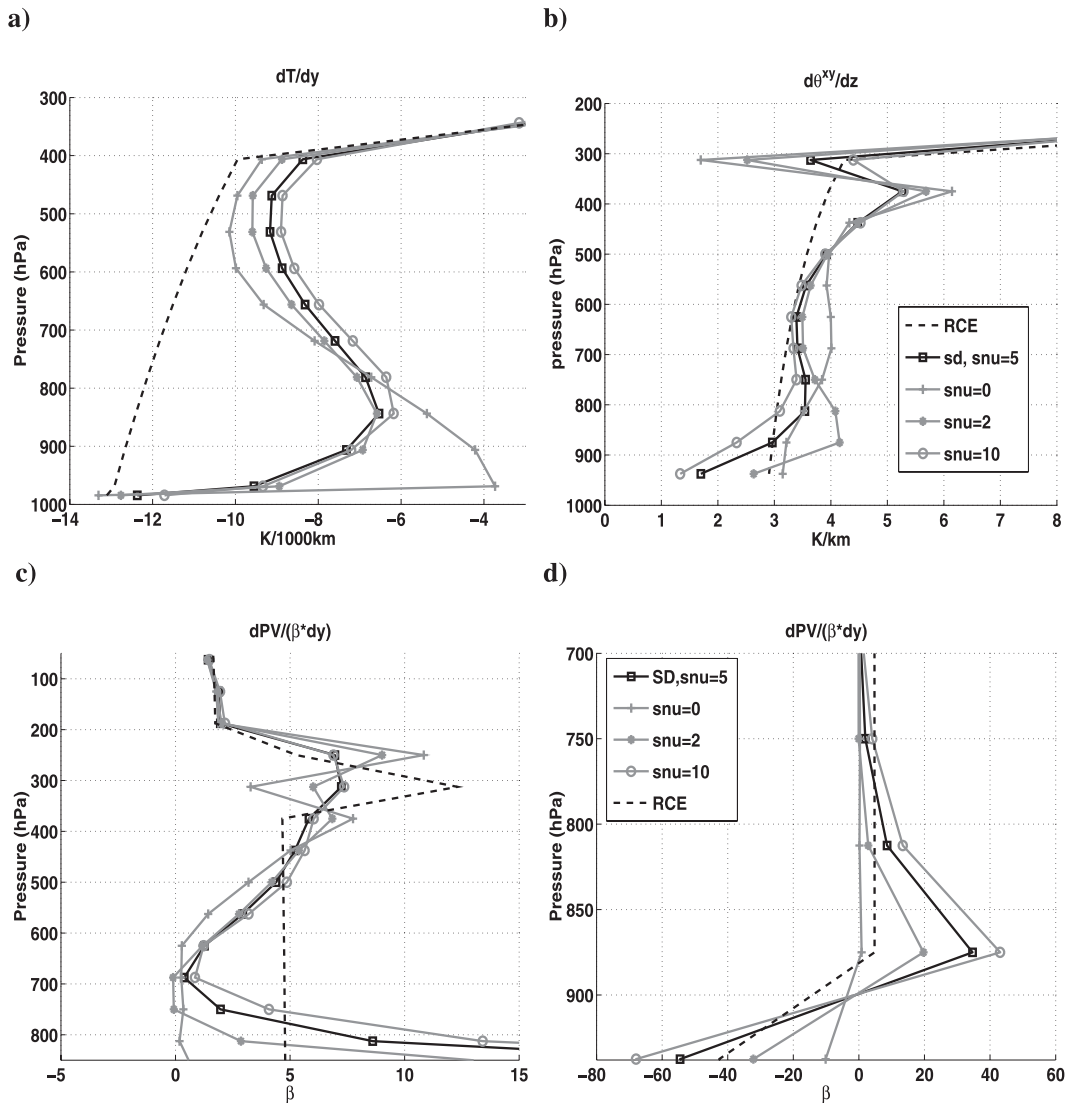 a)
b)
dT/dy
dθ^xy/dz
300
400
500
600
700
800
900
1000
Pressure (hPa)
−14
−12
−10
−8
−6
−4
K/1000km
200
300
400
500
600
700
800
900
1000
pressure (hPa)
0
1
2
3
4
5
6
7
8
K/km
RCE
sd, snu=5
snu=0
snu=2
snu=10
c)
d)
dPV/(β*dy)
dPV/(β*dy)
100
200
300
400
500
600
700
800
Pressure (hPa)
−5
0
5
10
15
β
700
750
800
850
900
Pressure (hPa)
−80
−60
−40
−20
0
20
40
60
β
SD,snu=5
snu=0
snu=2
snu=10
RCE